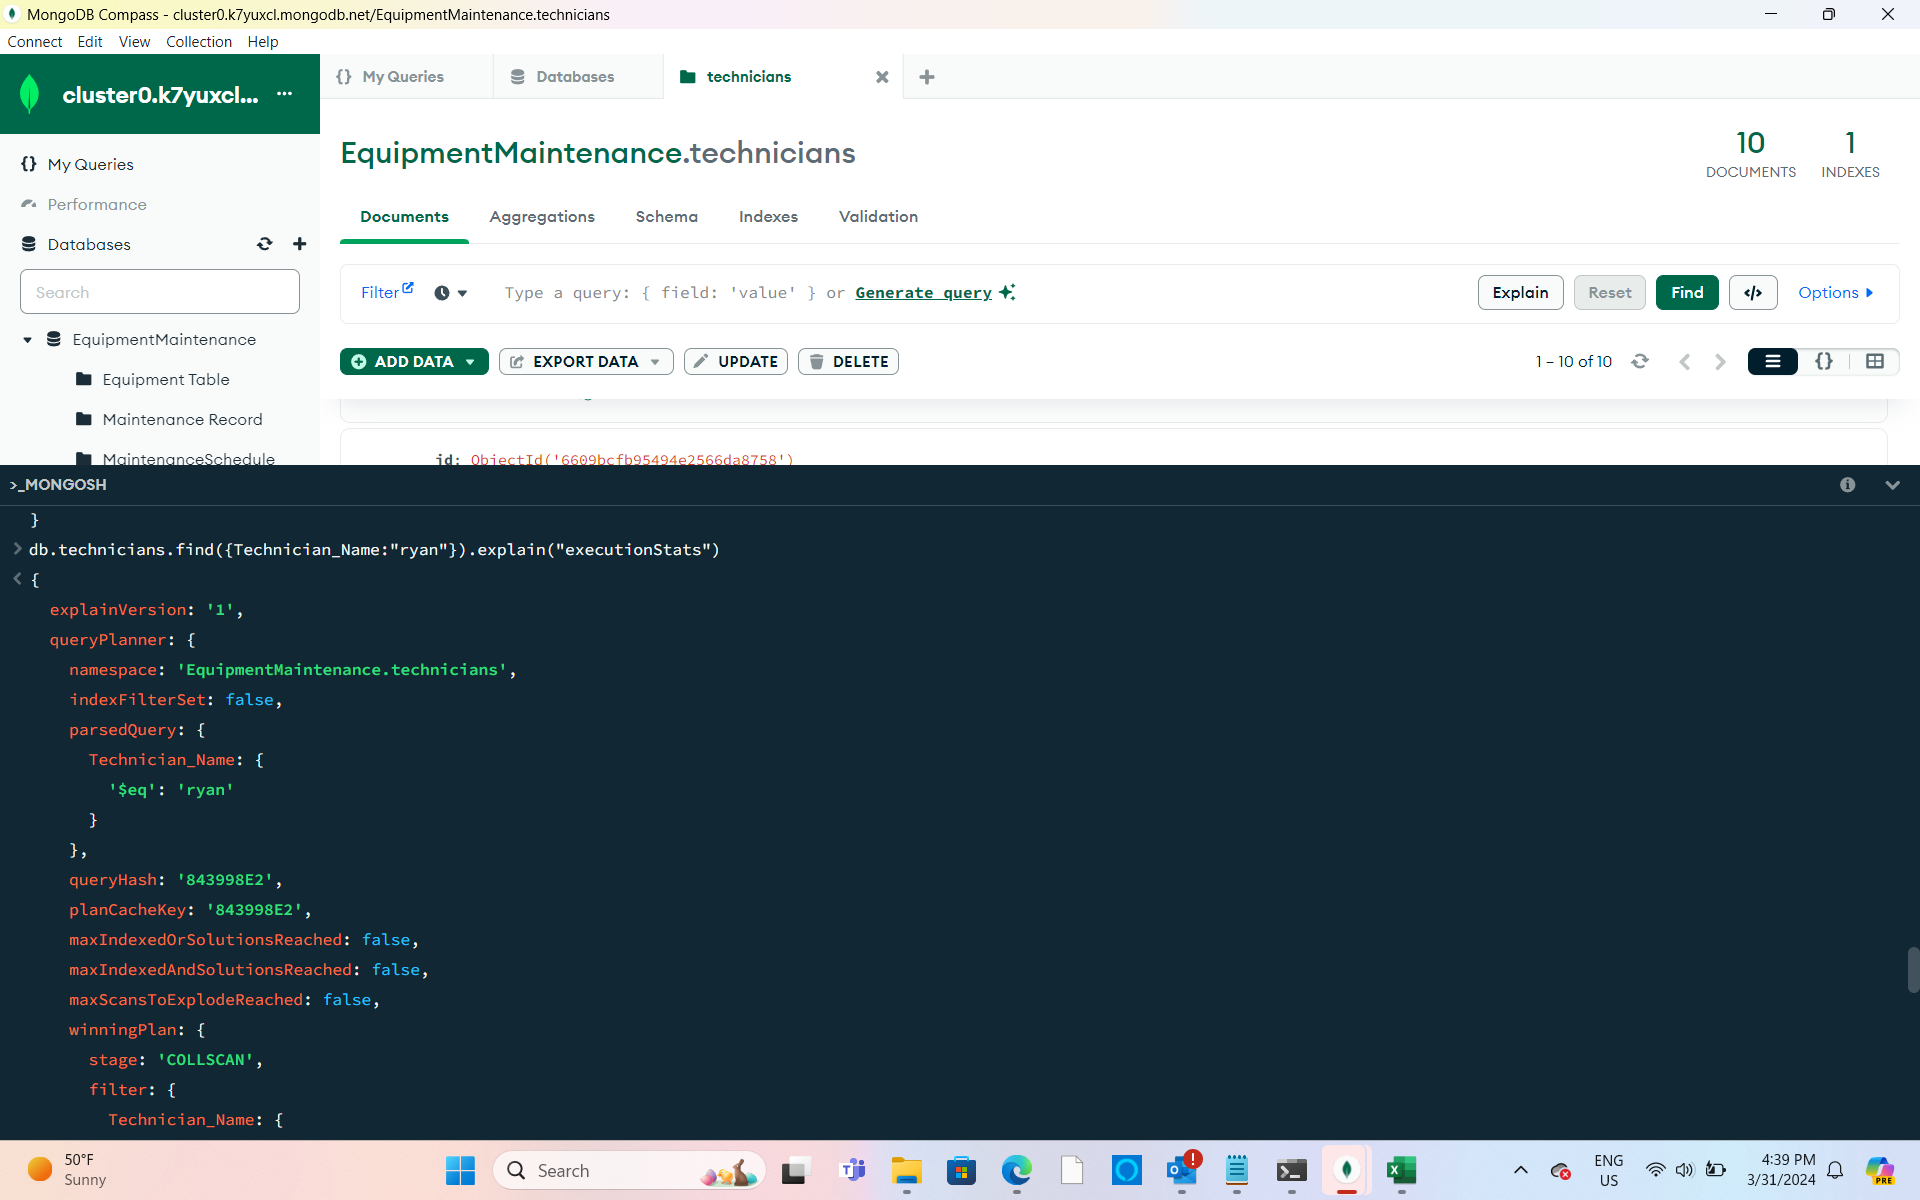 MongoDB Compass - cluster0.k7yuxcl.mongodb.net/EquipmentMaintenance.technicians
Connect Edit View Collection Help
cluster0.k7yuxcl... ...
My Queries
Databases
technicians
{} My Queries
Performance
Databases
Search
EquipmentMaintenance
Equipment Table
Maintenance Record
MaintenanceSchedule
EquipmentMaintenance.technicians
10
DOCUMENTS
1
INDEXES
Documents Aggregations Schema Indexes Validation
Filter
Type a query: { field: 'value' } or Generate query
Explain Reset Find </> Options
ADD DATA EXPORT DATA UPDATE DELETE
1 – 10 of 10
id: ObjectId('6609bcfb95494e2566da8758')
>_MONGOSH
}
> db.technicians.find({Technician_Name:"ryan"}).explain("executionStats")
< {
explainVersion: '1',
queryPlanner: {
namespace: 'EquipmentMaintenance.technicians',
indexFilterSet: false,
parsedQuery: {
Technician_Name: {
'$eq': 'ryan'
}
},
queryHash: '843998E2',
planCacheKey: '843998E2',
maxIndexedOrSolutionsReached: false,
maxIndexedAndSolutionsReached: false,
maxScansToExplodeReached: false,
winningPlan: {
stage: 'COLLSCAN',
filter: {
Technician_Name: {
50°F
Sunny
Search
ENG
US
4:39 PM
3/31/2024
PRE